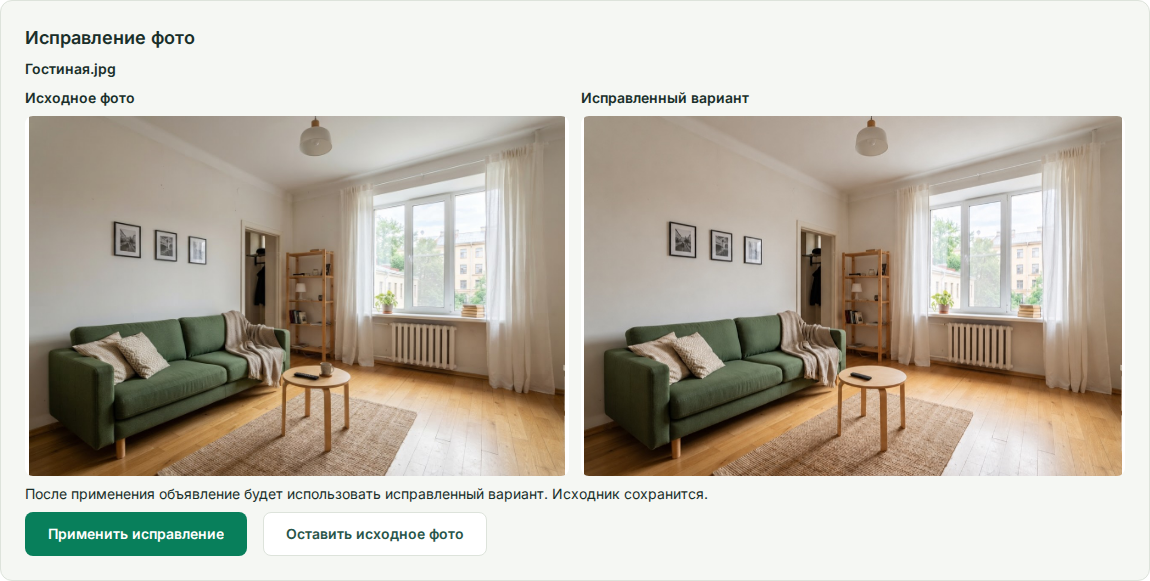 Исправление фото
Гостиная.jpg
Исходное фото
Исправленный вариант
После применения объявление будет использовать исправленный вариант. Исходник сохранится.
Применить исправление
Оставить исходное фото